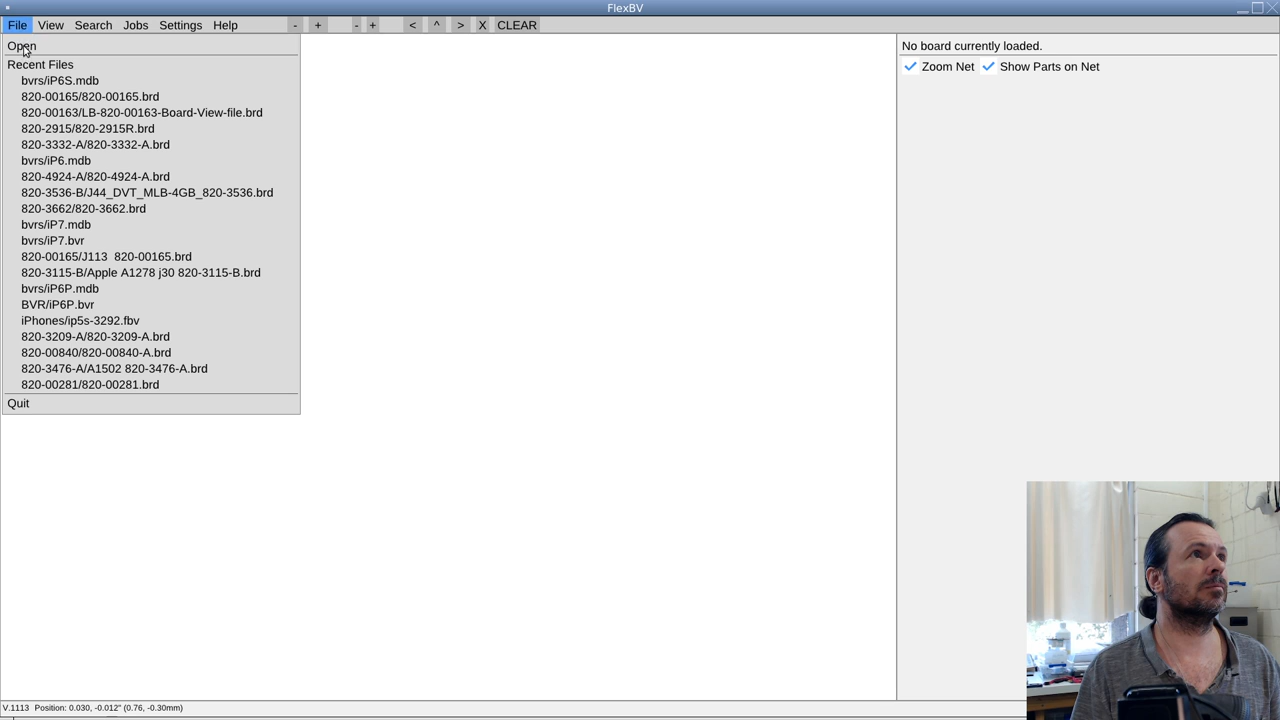 FlexBV
File View Search Jobs Settings Help - + - + < ^ > X CLEAR
Open
Recent Files
bvrs/iP6S.mdb
820-00165/820-00165.brd
820-00163/LB-820-00163-Board-View-file.brd
820-2915/820-2915R.brd
820-3332-A/820-3332-A.brd
bvrs/iP6.mdb
820-4924-A/820-4924-A.brd
820-3536-B/J44_DVT_MLB-4GB_820-3536.brd
820-3662/820-3662.brd
bvrs/iP7.mdb
bvrs/iP7.bvr
820-00165/J113  820-00165.brd
820-3115-B/Apple A1278 j30 820-3115-B.brd
bvrs/iP6P.mdb
BVR/iP6P.bvr
iPhones/ip5s-3292.fbv
820-3209-A/820-3209-A.brd
820-00840/820-00840-A.brd
820-3476-A/A1502 820-3476-A.brd
820-00281/820-00281.brd
Quit
No board currently loaded.
Zoom Net Show Parts on Net
V.1113 Position: 0.030, -0.012" (0.76, -0.30mm)